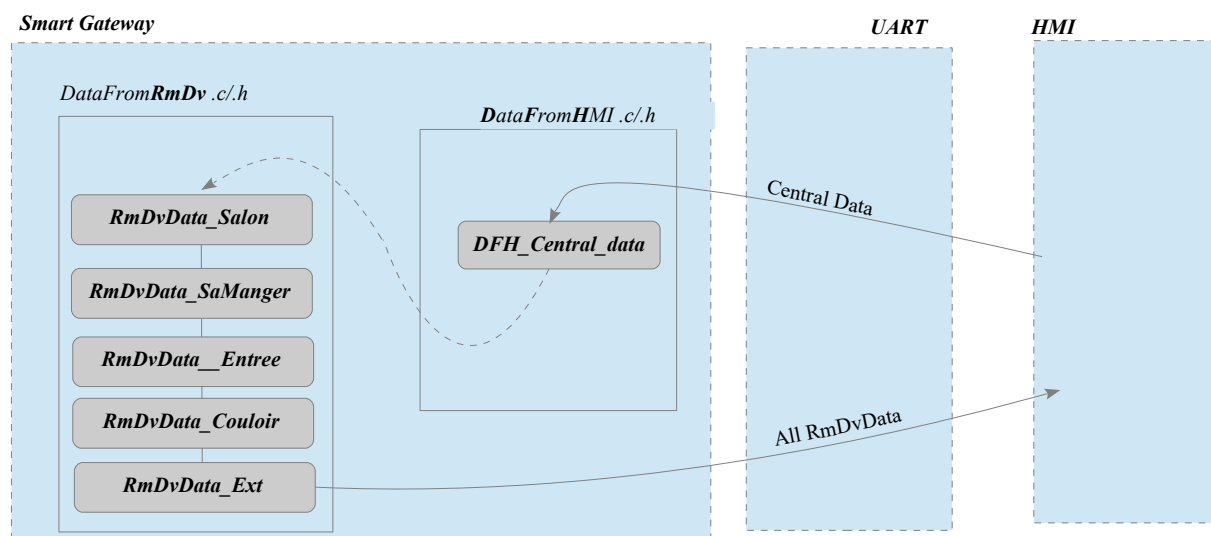 Smart Gateway
UART
HMI
DataFromRmDv .c/.h
DataFromHMI .c/.h
RmDvData_Salon
RmDvData_SaManger
RmDvData__Entree
RmDvData_Couloir
RmDvData_Ext
DFH_Central_data
Central Data
All RmDvData